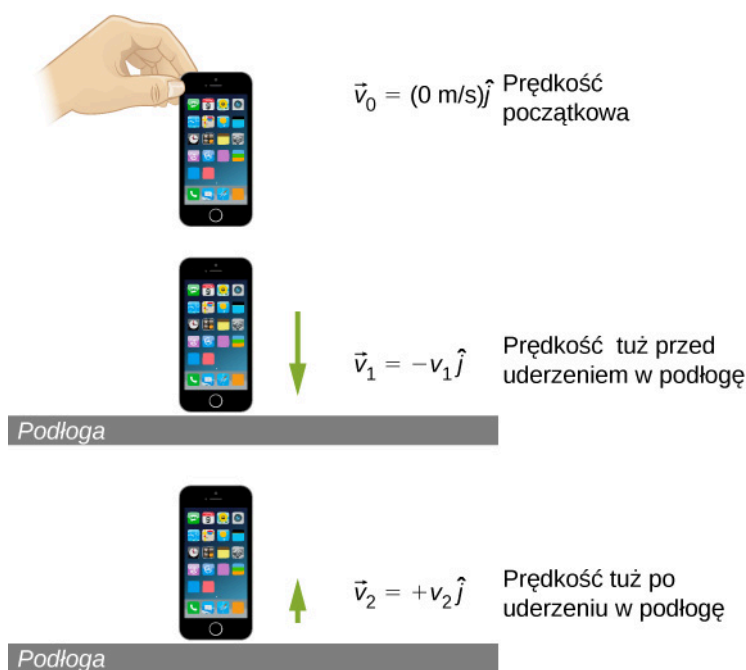 v⃗₀ = (0 m/s)ĵ Prędkość
początkowa
v⃗₁ = −v₁ĵ Prędkość tuż przed
uderzeniem w podłogę
Podłoga
v⃗₂ = +v₂ĵ Prędkość tuż po
uderzeniu w podłogę
Podłoga